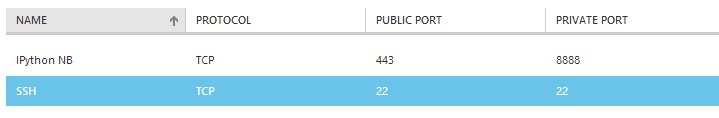 NAME PROTOCOL PUBLIC PORT PRIVATE PORT
IPython NB TCP 443 8888
SSH TCP 22 22